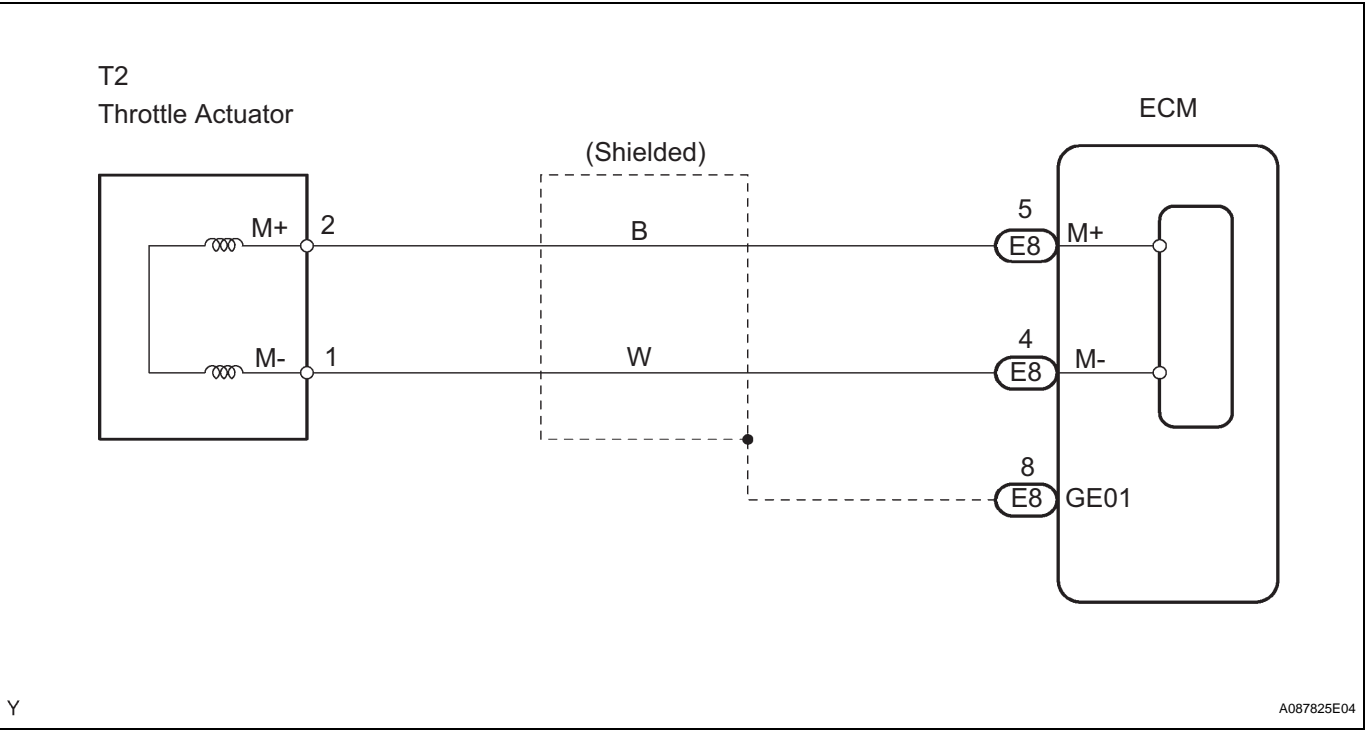 T2
Throttle Actuator
ECM
(Shielded)
M+ 2
B
5
E8 M+
M- 1
W
4
E8 M-
8
E8 GE01
Y
A087825E04